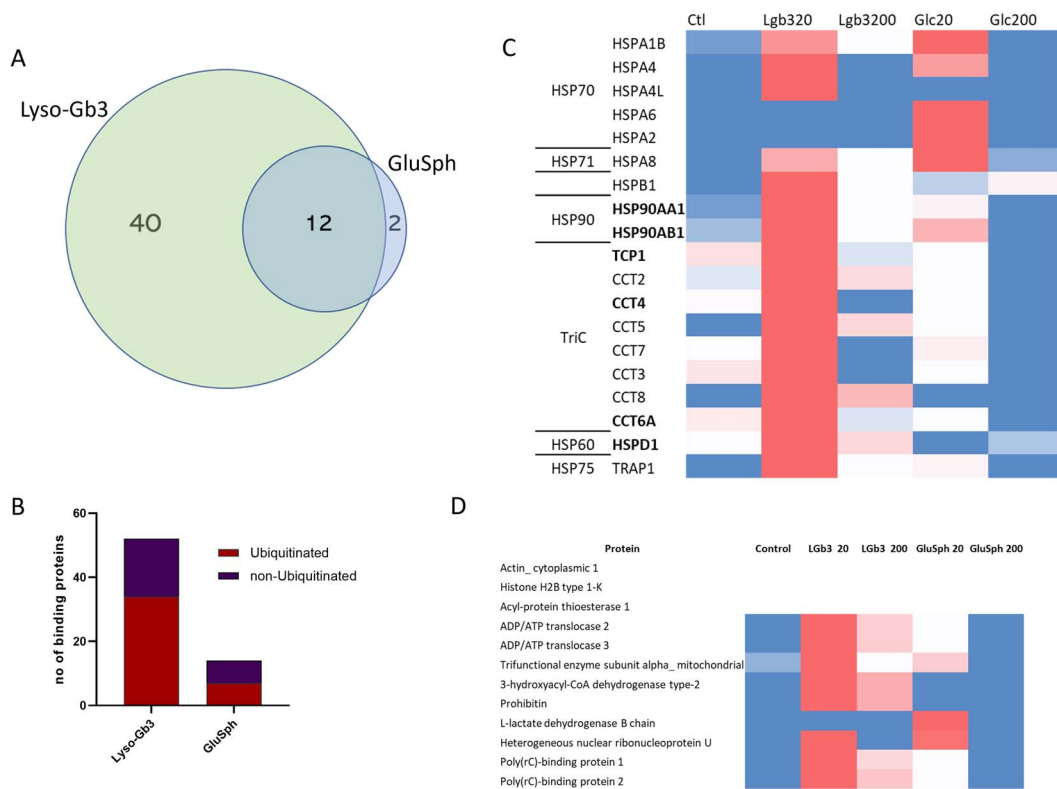 A
Lyso-Gb3
GluSph
40
12
2
B
60
40
20
0
no of binding proteins
Ubiquitinated
non-Ubiquitinated
Lyso-Gb3
GluSph
C
Ctl Lgb320 Lgb3200 Glc20 Glc200
HSPA1B
HSPA4
HSP70 HSPA4L
HSPA6
HSPA2
HSP71 HSPA8
HSPB1
HSP90 HSP90AA1
HSP90AB1
TCP1
CCT2
CCT4
CCT5
TriC CCT7
CCT3
CCT8
CCT6A
HSP60 HSPD1
HSP75 TRAP1
D
Protein Control LGb3 20 LGb3 200 GluSph 20 GluSph 200
Actin_ cytoplasmic 1
Histone H2B type 1-K
Acyl-protein thioesterase 1
ADP/ATP translocase 2
ADP/ATP translocase 3
Trifunctional enzyme subunit alpha_ mitochondrial
3-hydroxyacyl-CoA dehydrogenase type-2
Prohibitin
L-lactate dehydrogenase B chain
Heterogeneous nuclear ribonucleoprotein U
Poly(rC)-binding protein 1
Poly(rC)-binding protein 2